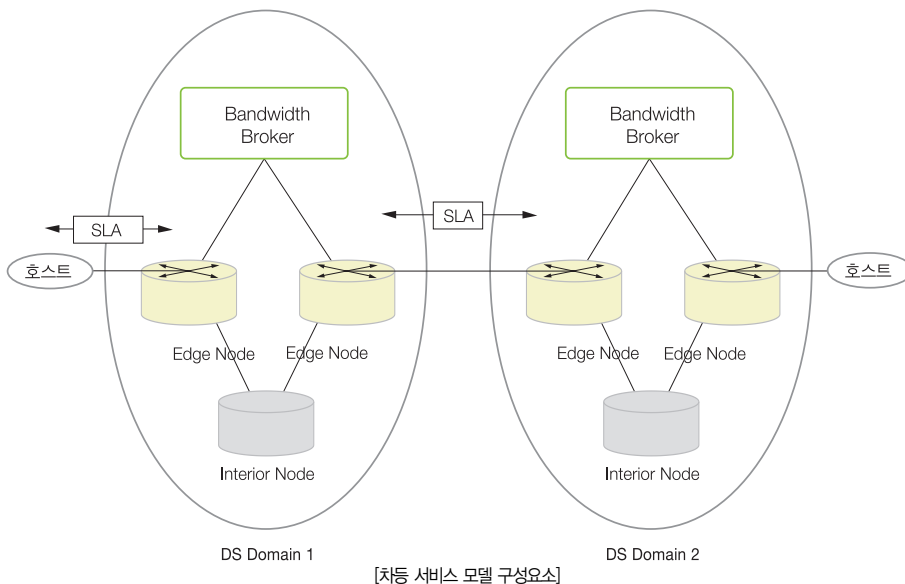 Bandwidth
Broker
Bandwidth
Broker
SLA
SLA
호스트
호스트
Edge Node
Edge Node
Edge Node
Edge Node
Interior Node
Interior Node
DS Domain 1
DS Domain 2
[차등 서비스 모델 구성요소]